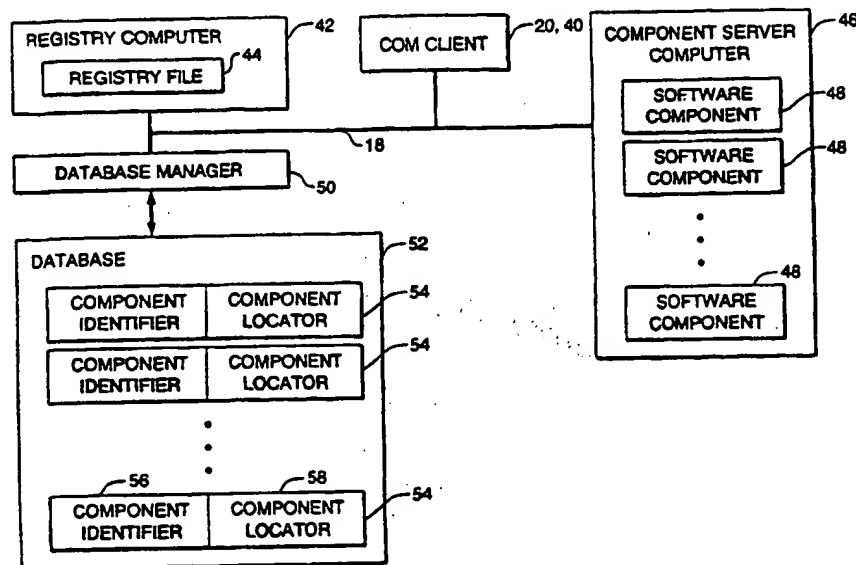 REGISTRY COMPUTER
42
44
REGISTRY FILE
COM CLIENT
20, 40
COMPONENT SERVER
COMPUTER
46
SOFTWARE
COMPONENT
48
SOFTWARE
COMPONENT
48
48
SOFTWARE
COMPONENT
18
DATABASE MANAGER
50
52
DATABASE
COMPONENT
IDENTIFIER
COMPONENT
LOCATOR
54
COMPONENT
IDENTIFIER
COMPONENT
LOCATOR
54
56
58
COMPONENT
IDENTIFIER
COMPONENT
LOCATOR
54